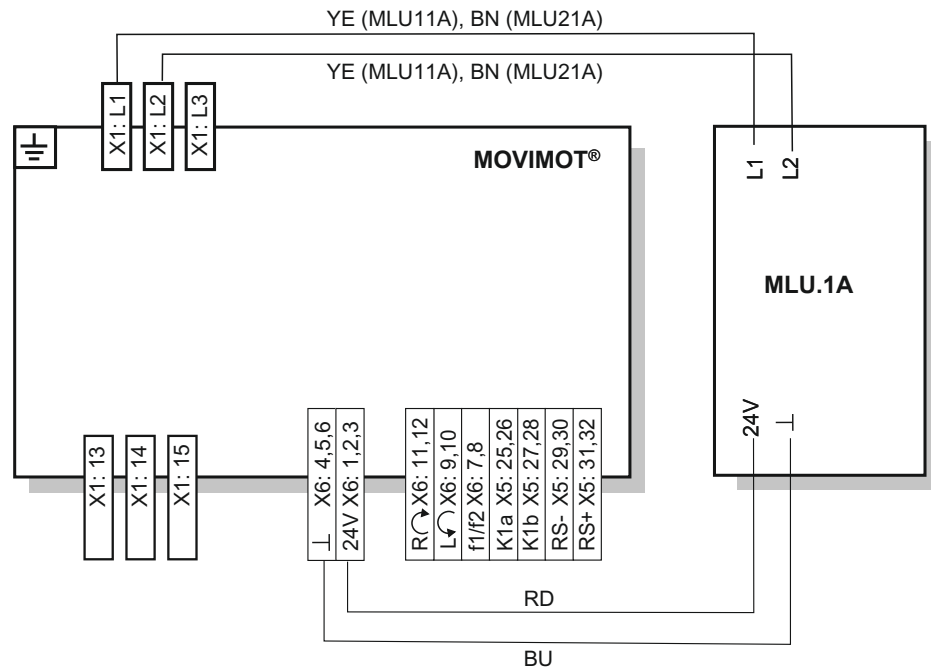 YE (MLU11A), BN (MLU21A)
YE (MLU11A), BN (MLU21A)
X1: L1
X1: L2
X1: L3
MOVIMOT®
L1
L2
MLU.1A
24V
X1: 13
X1: 14
X1: 15
⊥ X6: 4,5,6
24V X6: 1,2,3
R X6: 11,12
L X6: 9,10
f1/f2 X6: 7,8
K1a X5: 25,26
K1b X5: 27,28
RS- X5: 29,30
RS+ X5: 31,32
⊥
RD
BU